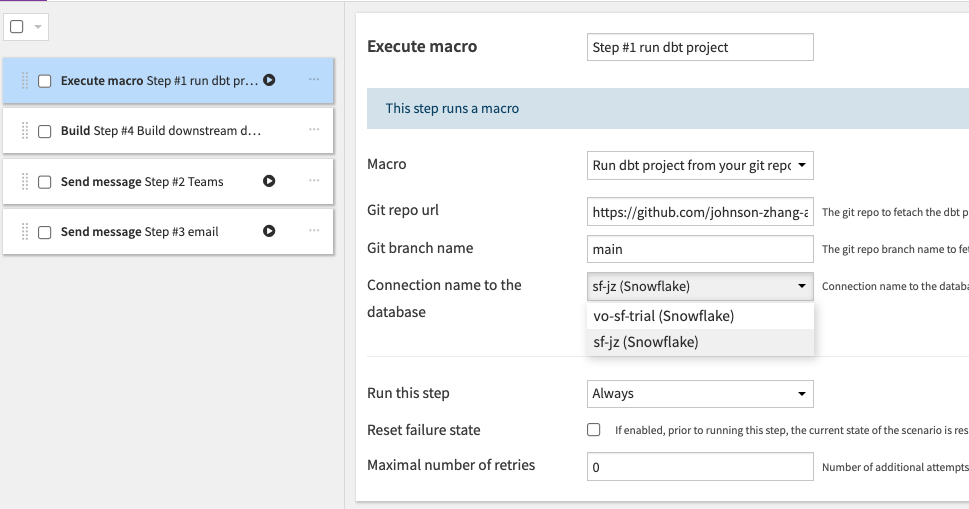 Execute macro Step #1 run dbt pr...
Build Step #4 Build downstream d...
Send message Step #2 Teams
Send message Step #3 email
Execute macro
Step #1 run dbt project
This step runs a macro
Macro
Run dbt project from your git repo
Git repo url
https://github.com/johnson-zhang-a
The git repo to fetch the dbt p
Git branch name
main
The git repo branch name to fet
Connection name to the
database
sf-jz (Snowflake)
Connection name to the databa
vo-sf-trial (Snowflake)
sf-jz (Snowflake)
Run this step
Always
Reset failure state
If enabled, prior to running this step, the current state of the scenario is res
Maximal number of retries
0
Number of additional attempts